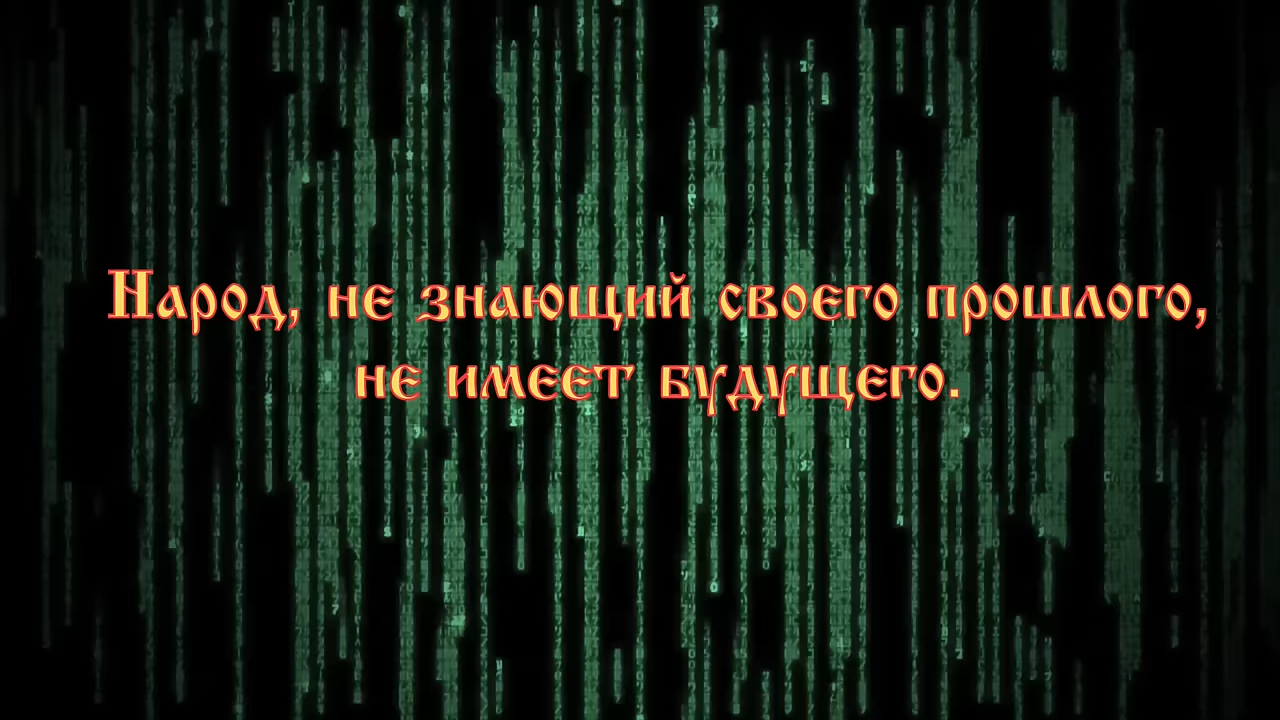 Народ, не знающий своего прошлого,
не имеет будущего.